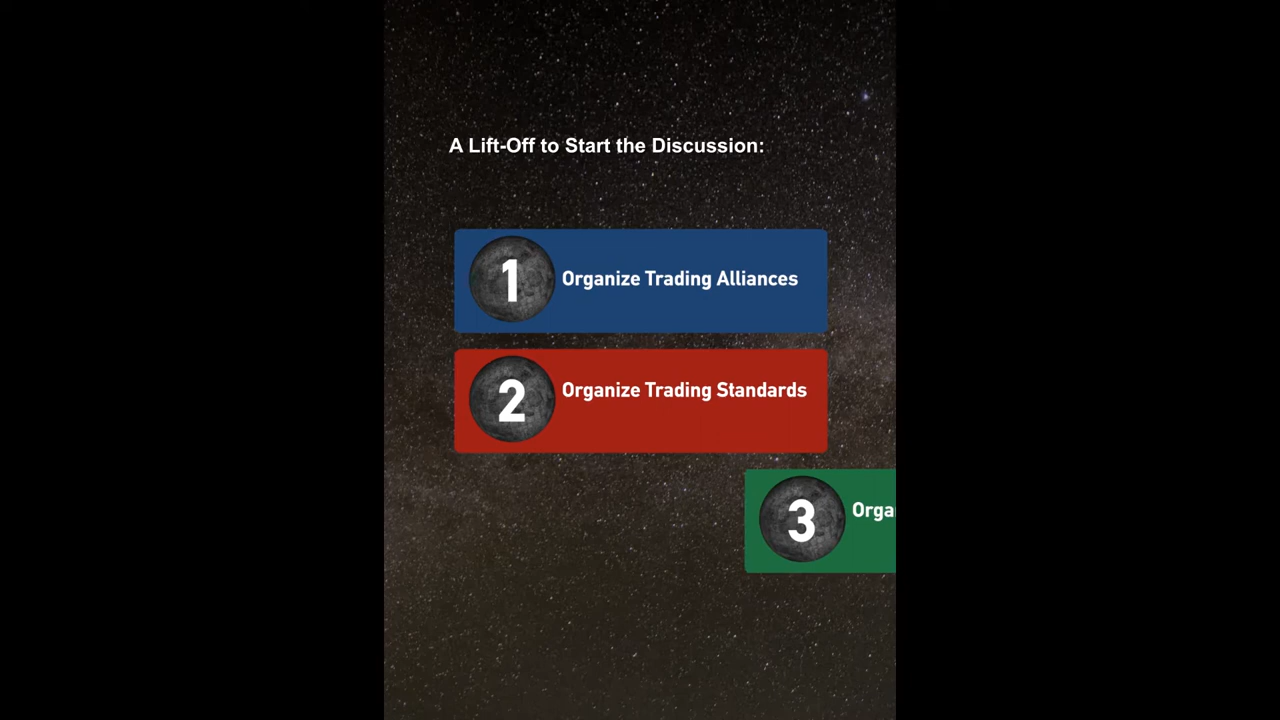 A Lift-Off to Start the Discussion:
1
Organize Trading Alliances
2
Organize Trading Standards
3
Orga